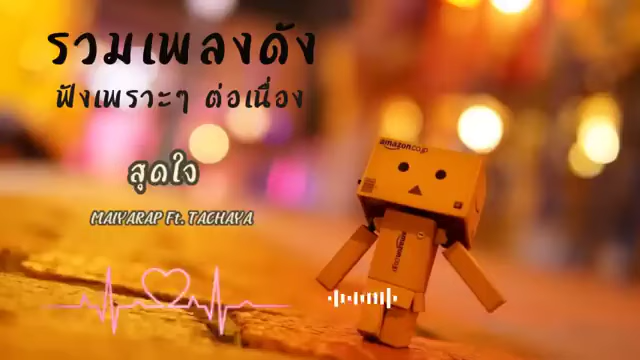 รวมเพลงดัง
ฟังเพราะๆ ต่อเนื่อง
สุดใจ
MAIYARAP Ft. TACHAYA
amazon.co.jp
amazon